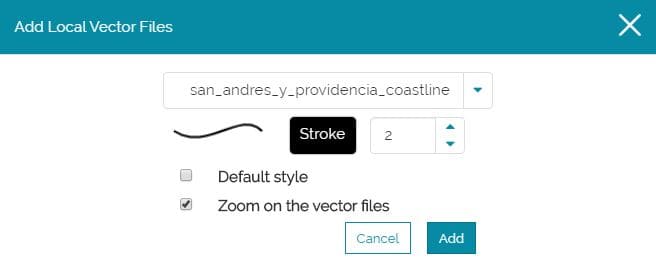 Add Local Vector Files
san_andres_y_providencia_coastline
Stroke 2
Default style
Zoom on the vector files
Cancel Add